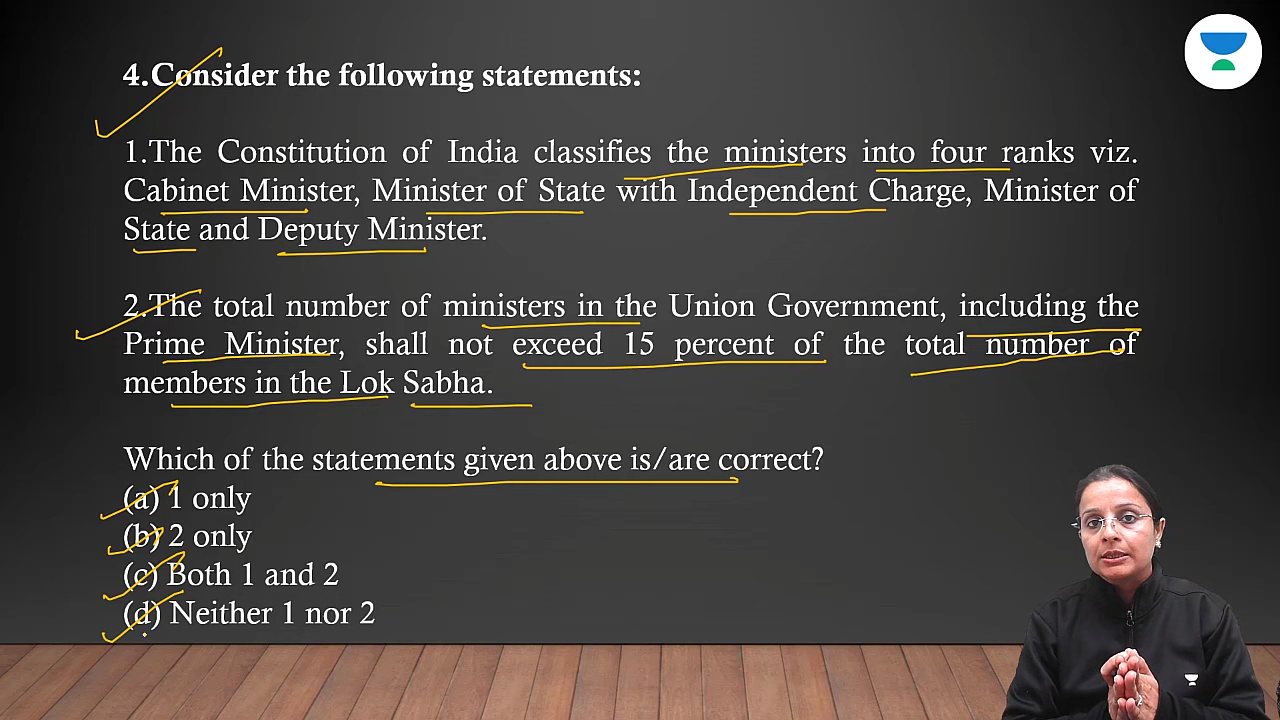 4.Consider the following statements:
1.The Constitution of India classifies the ministers into four ranks viz.
Cabinet Minister, Minister of State with Independent Charge, Minister of
State and Deputy Minister.
2.The total number of ministers in the Union Government, including the
Prime Minister, shall not exceed 15 percent of the total number of
members in the Lok Sabha.
Which of the statements given above is/are correct?
(a) 1 only
(b) 2 only
(c) Both 1 and 2
(d) Neither 1 nor 2